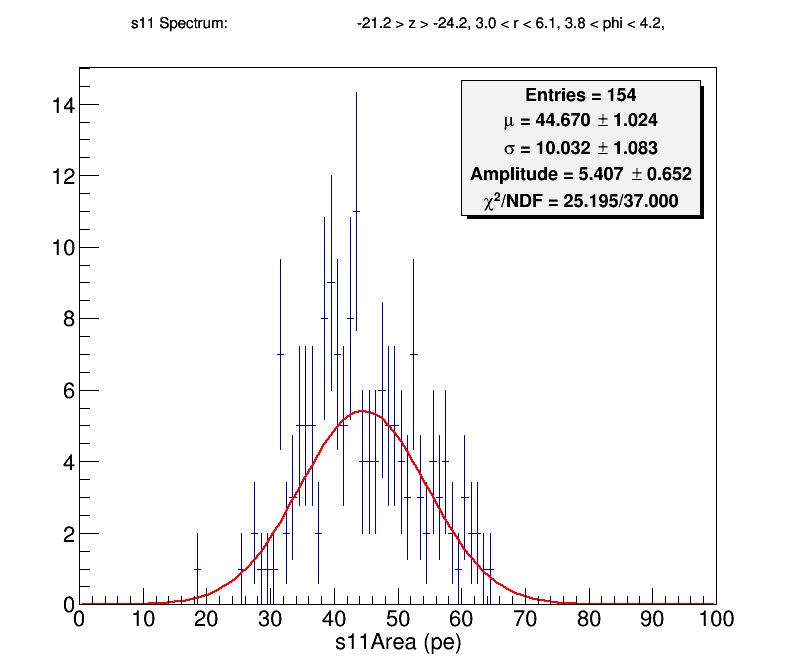 s11 Spectrum: -21.2 > z > -24.2, 3.0 < r < 6.1, 3.8 < phi < 4.2,
Entries = 154
μ = 44.670 ± 1.024
σ = 10.032 ± 1.083
Amplitude = 5.407 ± 0.652
χ²/NDF = 25.195/37.000
14
12
10
8
6
4
2
0
0 10 20 30 40 50 60 70 80 90 100
s11Area (pe)